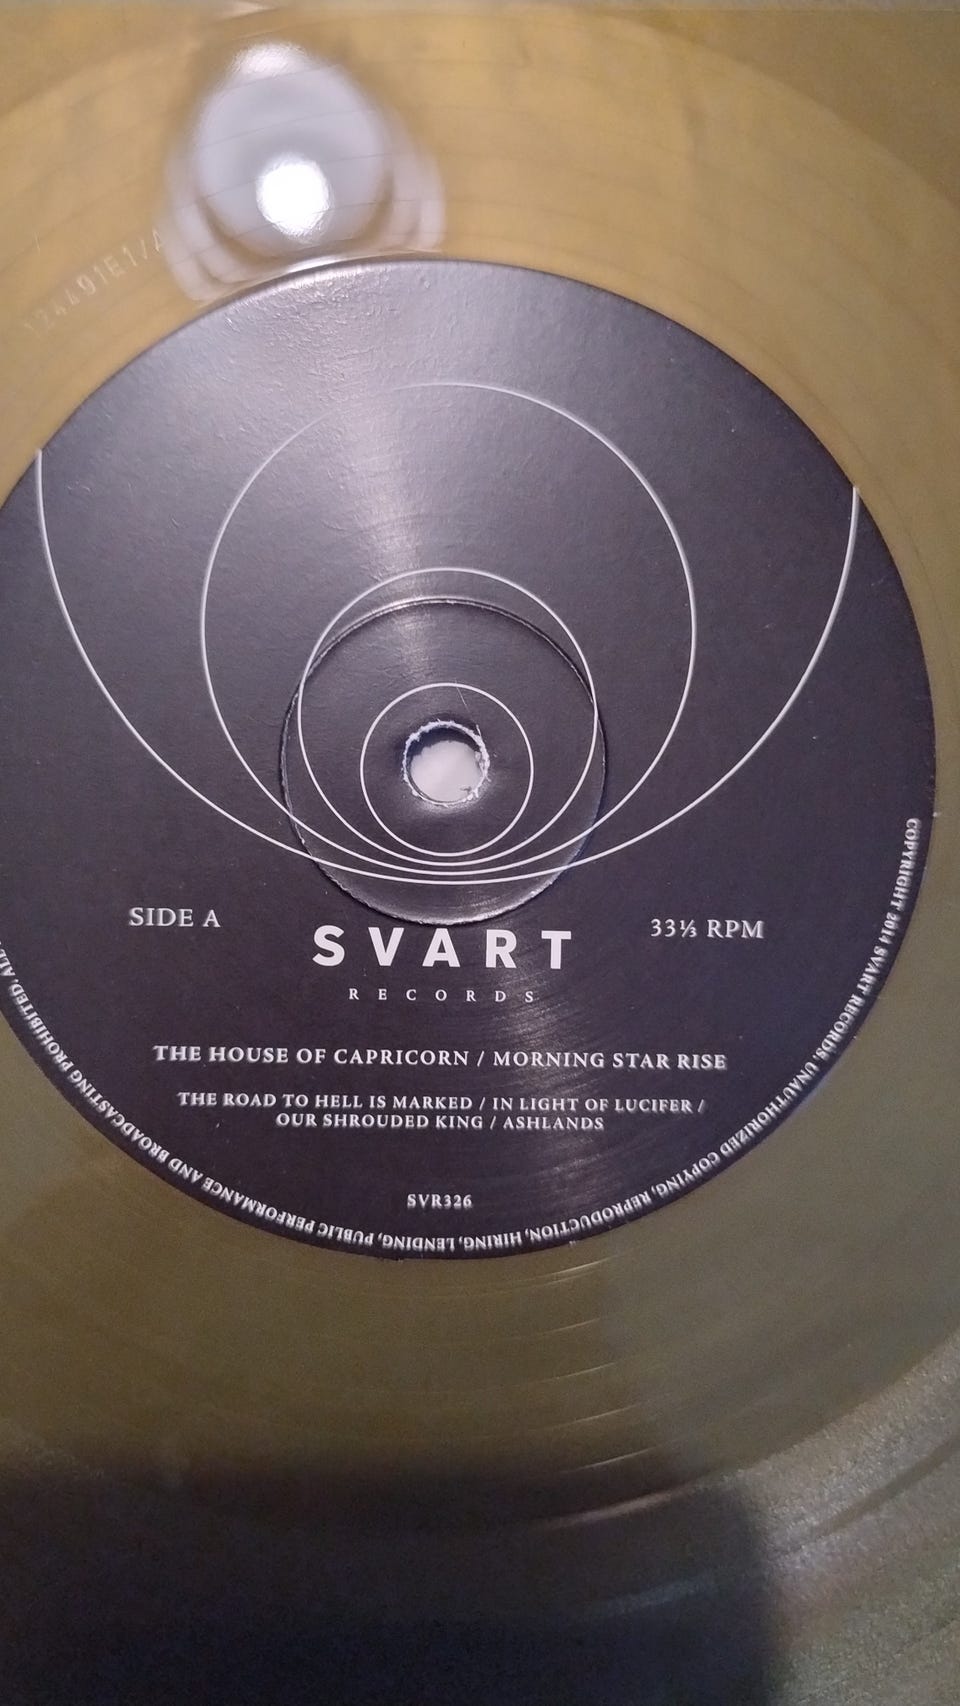 124491E1/A
SIDE A
33⅓ RPM
SVART
RECORDS
THE HOUSE OF CAPRICORN / MORNING STAR RISE
THE ROAD TO HELL IS MARKED / IN LIGHT OF LUCIFER /
OUR SHROUDED KING / ASHLANDS
SVR326
COPYRIGHT 2014 SVART RECORDS. UNAUTHORIZED COPYING, REPRODUCTION, HIRING, LENDING, PUBLIC PERFORMANCE AND BROADCASTING PROHIBITED.